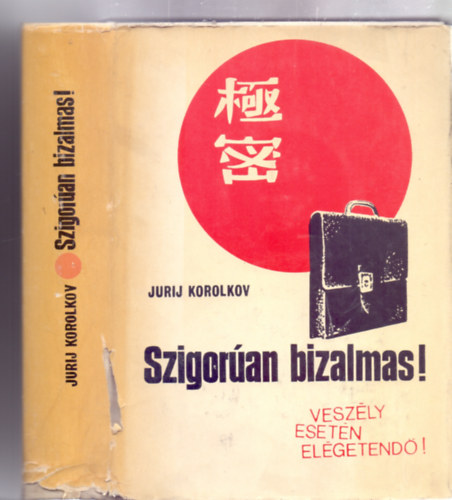 JURIJ KOROLKOV Szigorúan bizalmas!
極
密
JURIJ KOROLKOV
Szigorúan bizalmas!
VESZÉLY
ESETÉN
ELÉGETENDŐ!